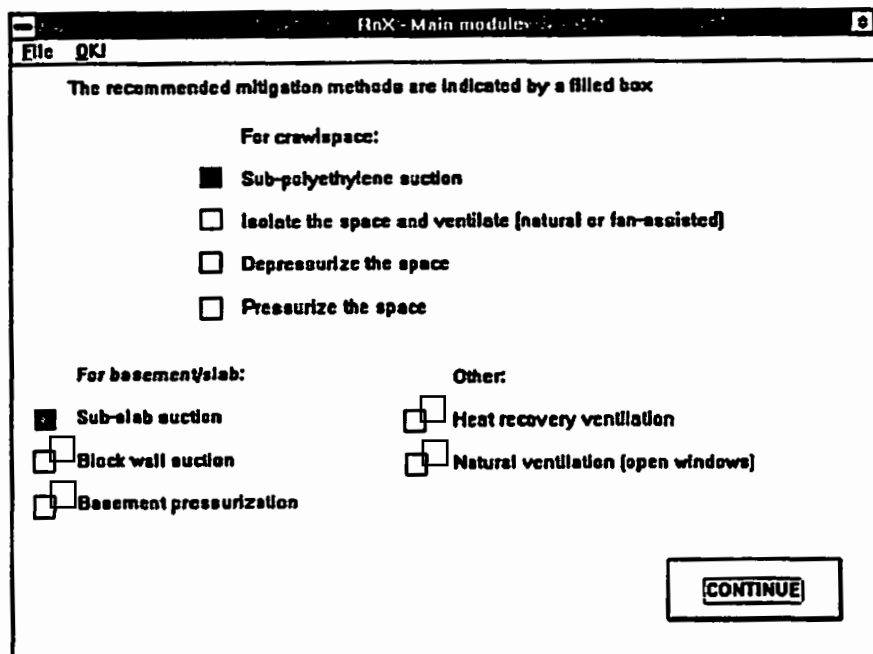 RnX - Main modules
File OK!
The recommended mitigation methods are indicated by a filled box
For crawlspace:
Sub-polyethylene suction
Isolate the space and ventilate (natural or fan-assisted)
Depressurize the space
Pressurize the space
For basement/slab:
Sub-slab suction
Block wall suction
Basement pressurization
Other:
Heat recovery ventilation
Natural ventilation (open windows)
CONTINUE